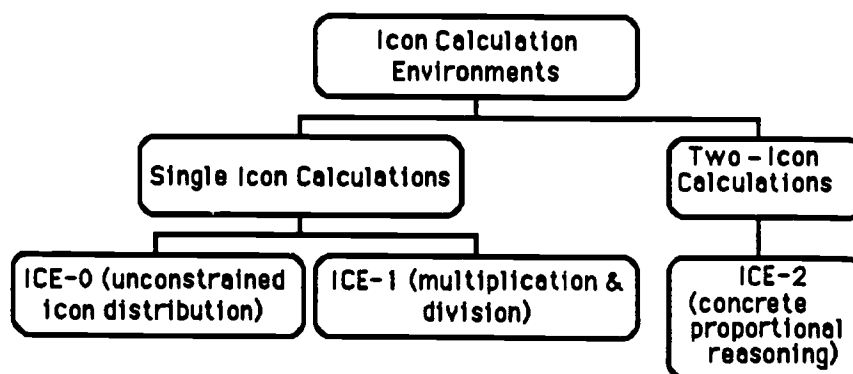 Icon Calculation
Environments
Single Icon Calculations
Two-Icon
Calculations
ICE-0 (unconstrained
icon distribution)
ICE-1 (multiplication &
division)
ICE-2
(concrete
proportional
reasoning)